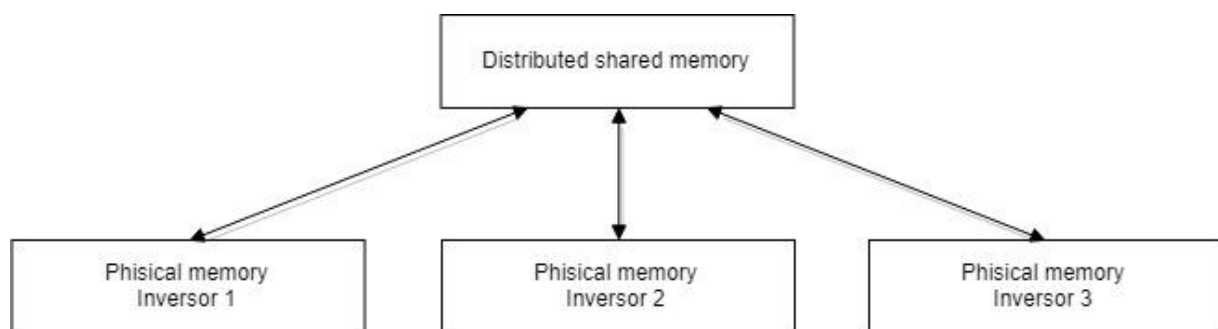 Distributed shared memory
Phisical memory
Inversor 1
Phisical memory
Inversor 2
Phisical memory
Inversor 3